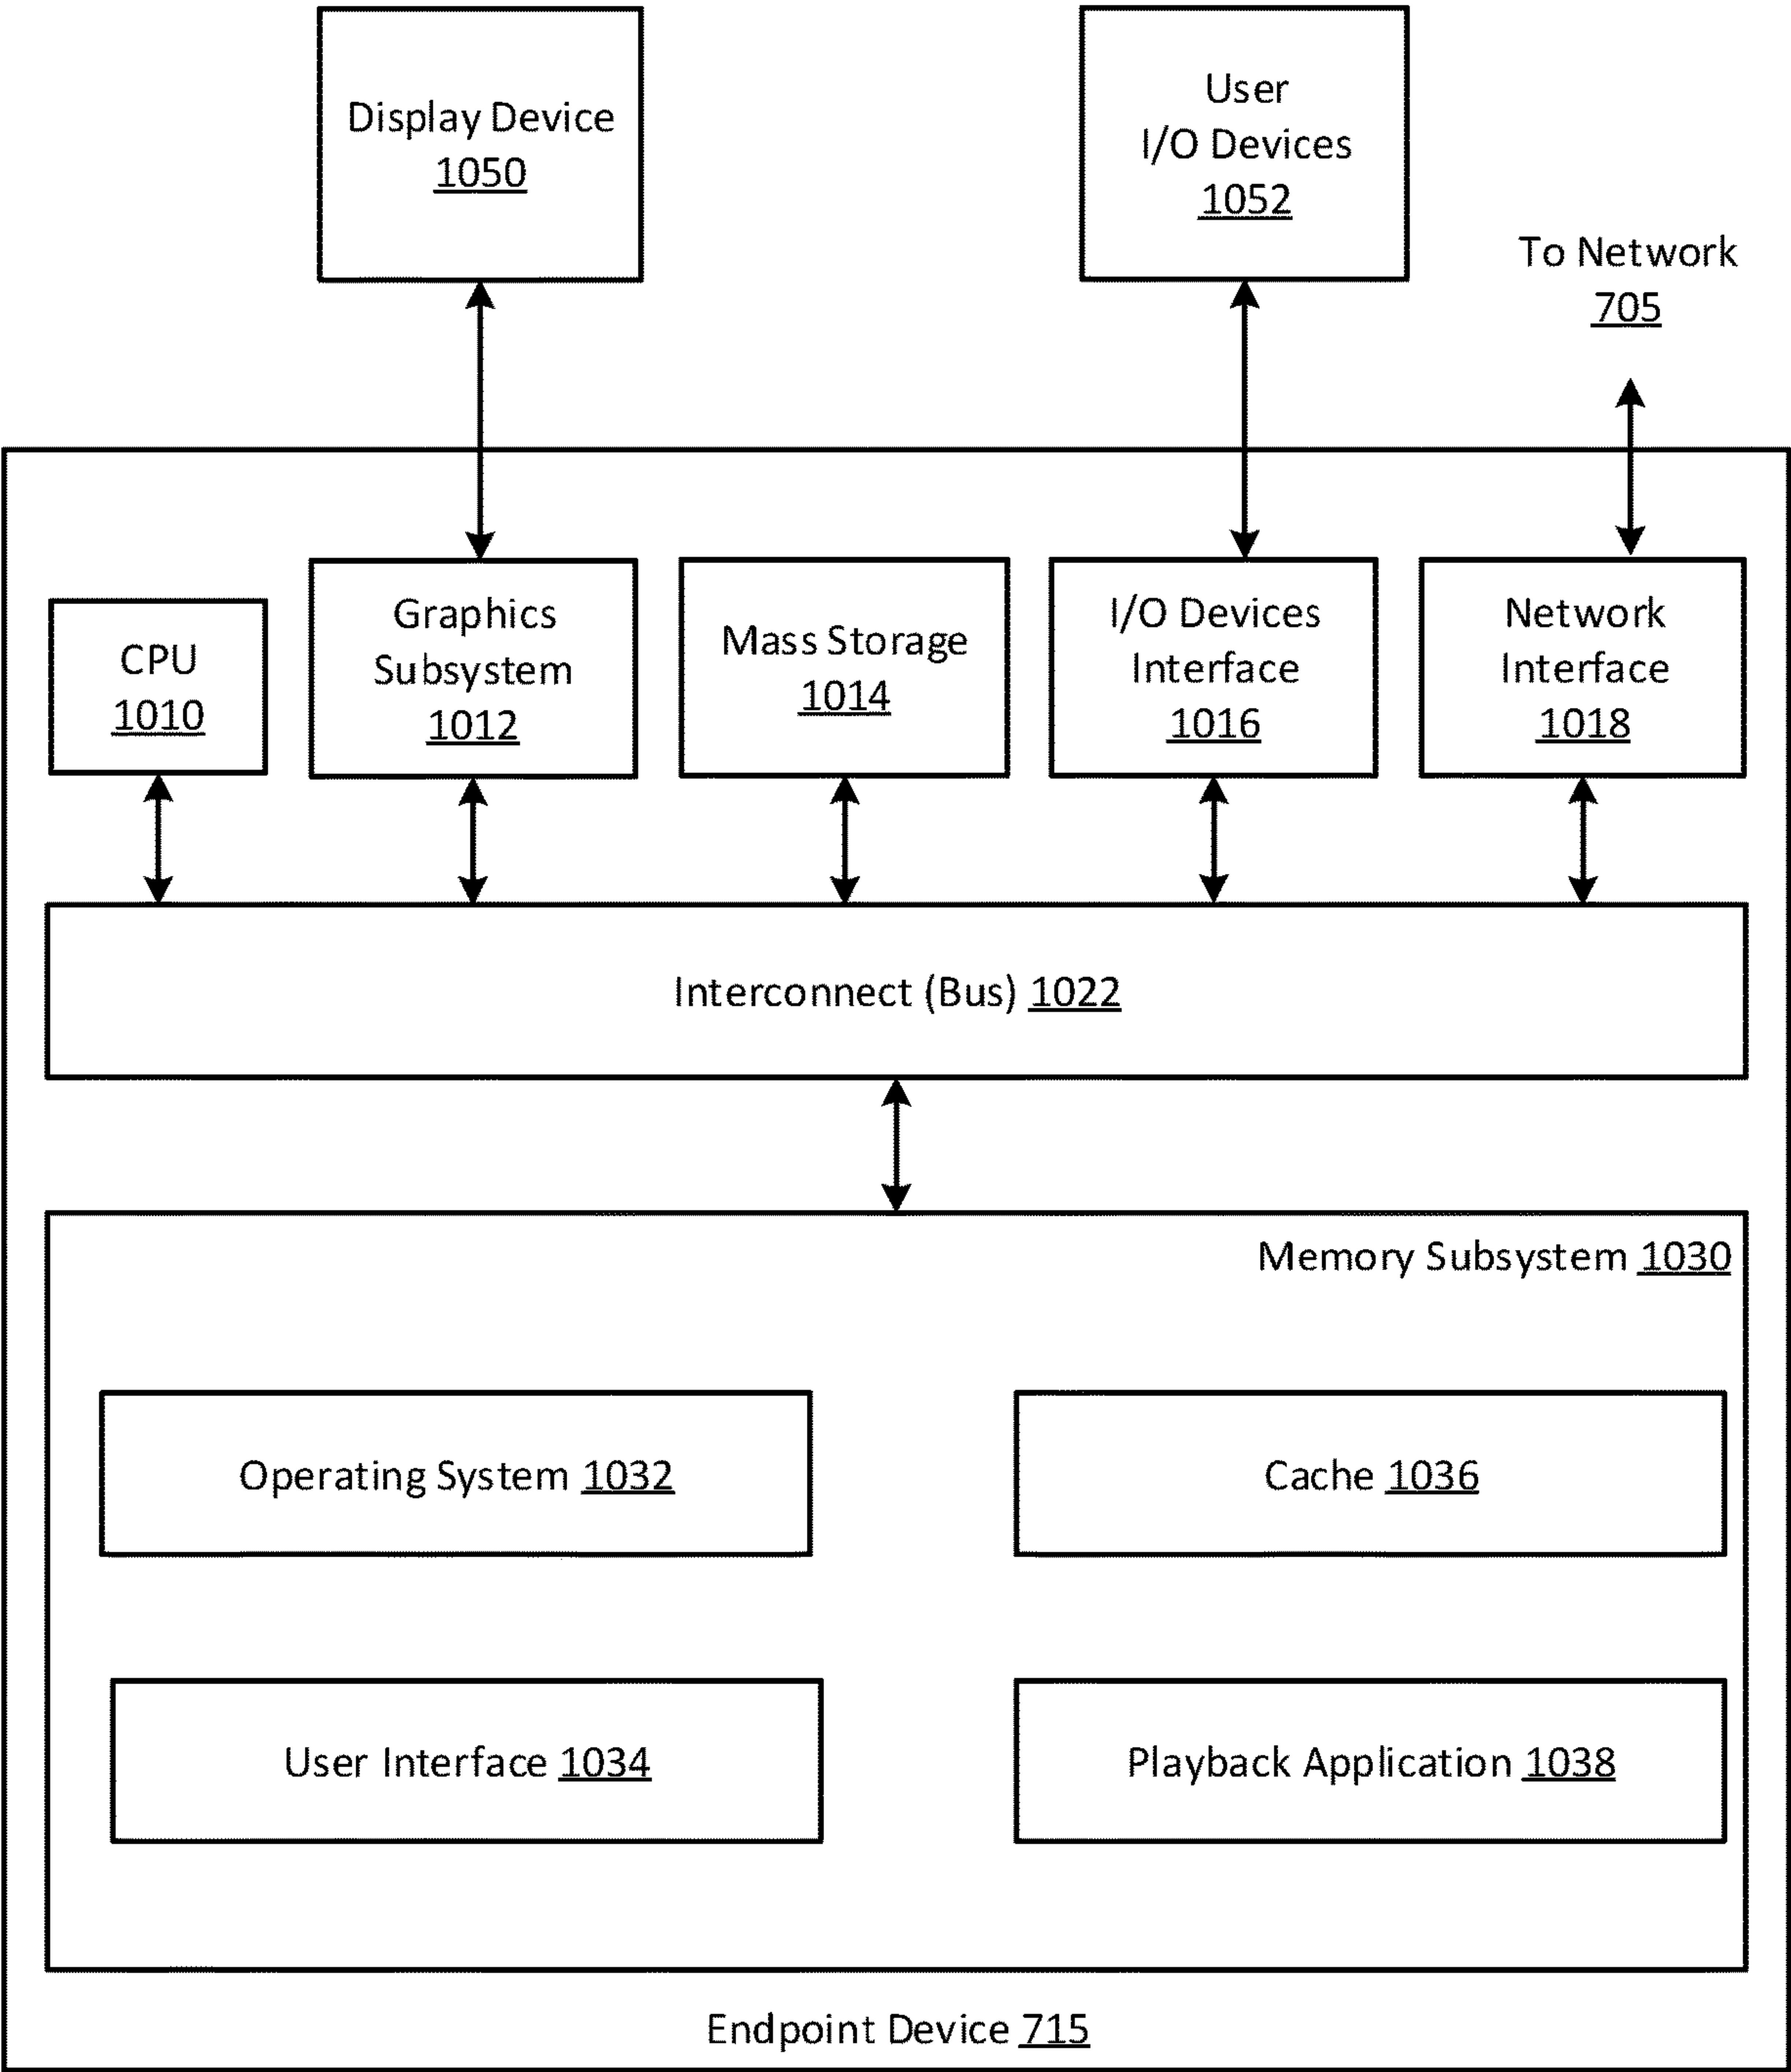 Display Device
1050
User
I/O Devices
1052
To Network
705
CPU
1010
Graphics
Subsystem
1012
Mass Storage
1014
I/O Devices
Interface
1016
Network
Interface
1018
Interconnect (Bus) 1022
Memory Subsystem 1030
Operating System 1032
Cache 1036
User Interface 1034
Playback Application 1038
Endpoint Device 715